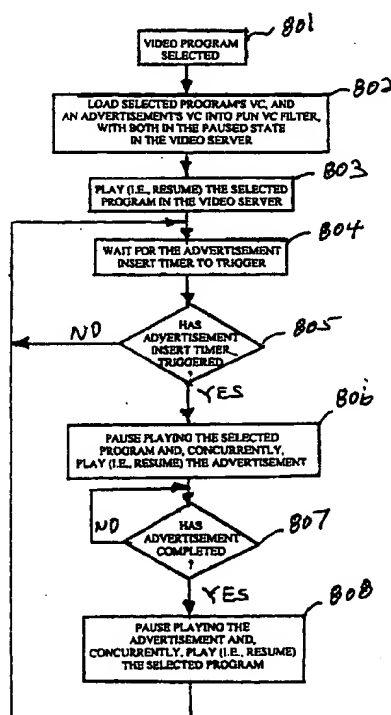 801
VIDEO PROGRAM
SELECTED
802
LOAD SELECTED PROGRAM'S VC, AND
AN ADVERTISEMENT'S VC INTO PUN VC FILTER,
WITH BOTH IN THE PAUSED STATE
IN THE VIDEO SERVER
803
PLAY (I.E., RESUME) THE SELECTED
PROGRAM IN THE VIDEO SERVER
804
WAIT FOR THE ADVERTISEMENT
INSERT TIMER TO TRIGGER
805
NO
HAS
ADVERTISEMENT
INSERT TIMER
TRIGGERED
?
YES
806
PAUSE PLAYING THE SELECTED
PROGRAM AND, CONCURRENTLY,
PLAY (I.E., RESUME) THE ADVERTISEMENT
807
NO
HAS
ADVERTISEMENT
COMPLETED
?
YES
808
PAUSE PLAYING THE
ADVERTISEMENT AND,
CONCURRENTLY, PLAY (I.E., RESUME)
THE SELECTED PROGRAM